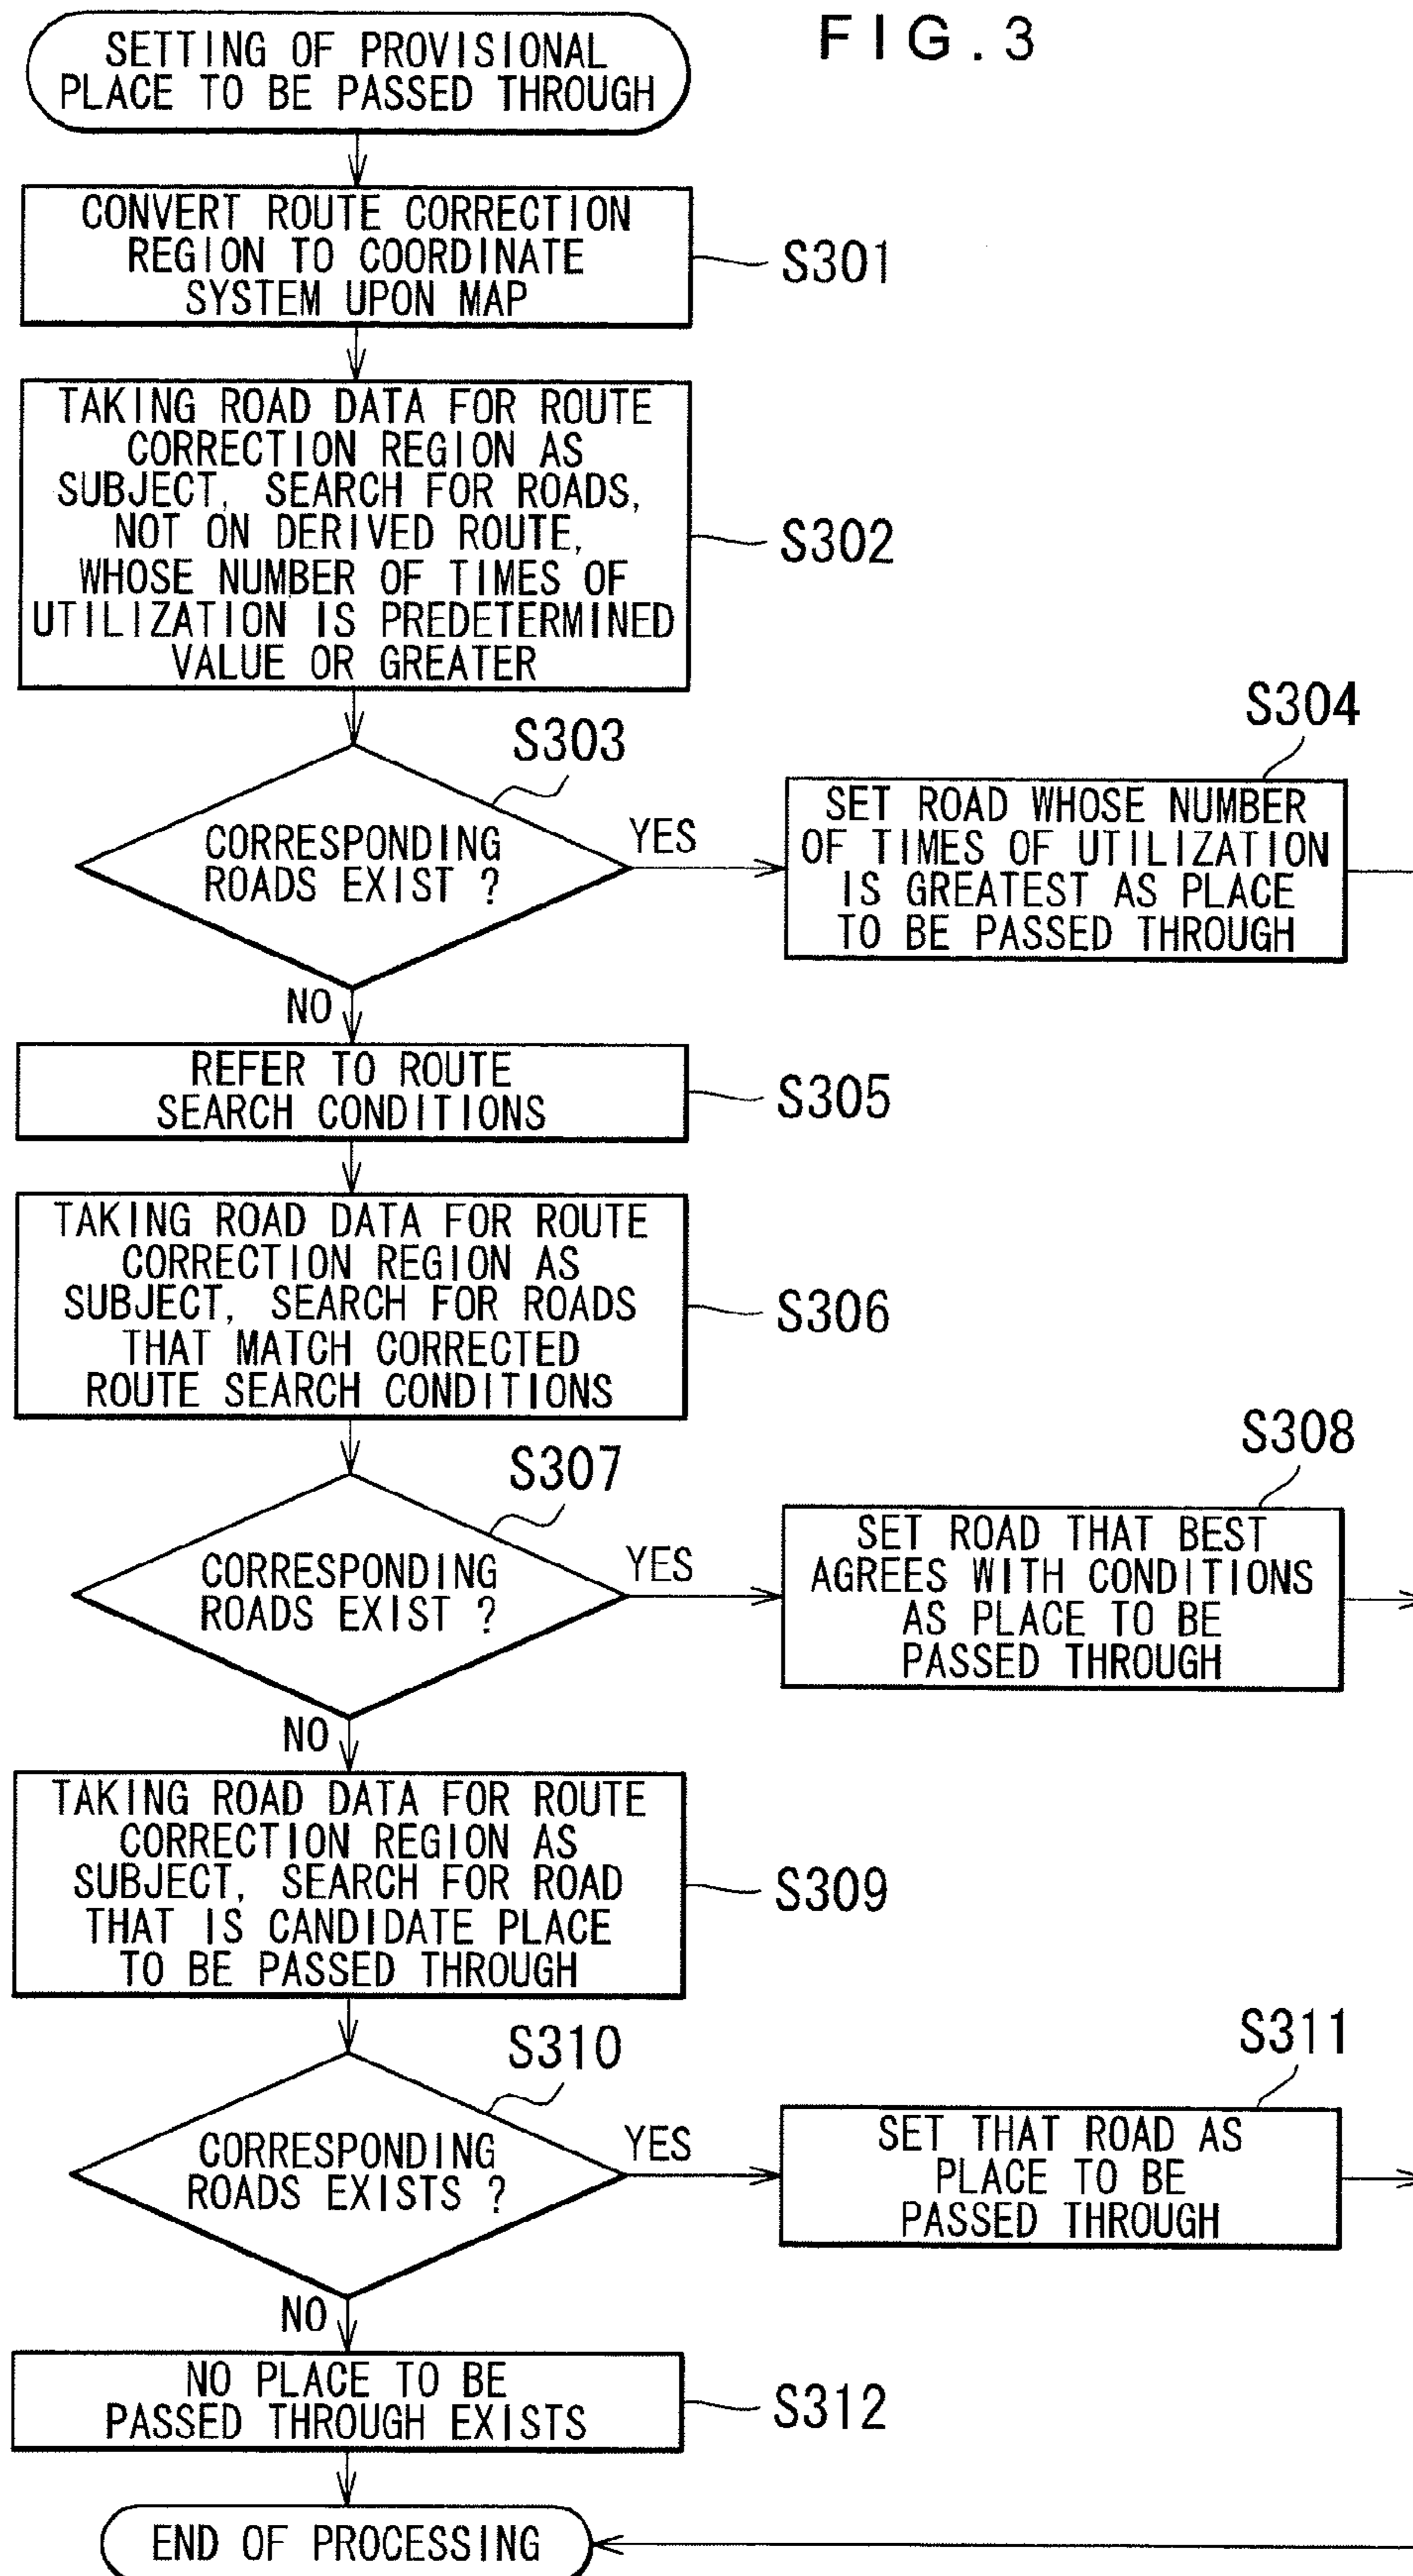 FIG.3
SETTING OF PROVISIONAL
PLACE TO BE PASSED THROUGH
CONVERT ROUTE CORRECTION
REGION TO COORDINATE
SYSTEM UPON MAP
S301
TAKING ROAD DATA FOR ROUTE
CORRECTION REGION AS
SUBJECT, SEARCH FOR ROADS,
NOT ON DERIVED ROUTE,
WHOSE NUMBER OF TIMES OF
UTILIZATION IS PREDETERMINED
VALUE OR GREATER
S302
S303
CORRESPONDING
ROADS EXIST ?
YES
S304
SET ROAD WHOSE NUMBER
OF TIMES OF UTILIZATION
IS GREATEST AS PLACE
TO BE PASSED THROUGH
NO
REFER TO ROUTE
SEARCH CONDITIONS
S305
TAKING ROAD DATA FOR ROUTE
CORRECTION REGION AS
SUBJECT, SEARCH FOR ROADS
THAT MATCH CORRECTED
ROUTE SEARCH CONDITIONS
S306
S307
CORRESPONDING
ROADS EXIST ?
YES
S308
SET ROAD THAT BEST
AGREES WITH CONDITIONS
AS PLACE TO BE
PASSED THROUGH
NO
TAKING ROAD DATA FOR ROUTE
CORRECTION REGION AS
SUBJECT, SEARCH FOR ROAD
THAT IS CANDIDATE PLACE
TO BE PASSED THROUGH
S309
S310
CORRESPONDING
ROADS EXISTS ?
YES
S311
SET THAT ROAD AS
PLACE TO BE
PASSED THROUGH
NO
NO PLACE TO BE
PASSED THROUGH EXISTS
S312
END OF PROCESSING